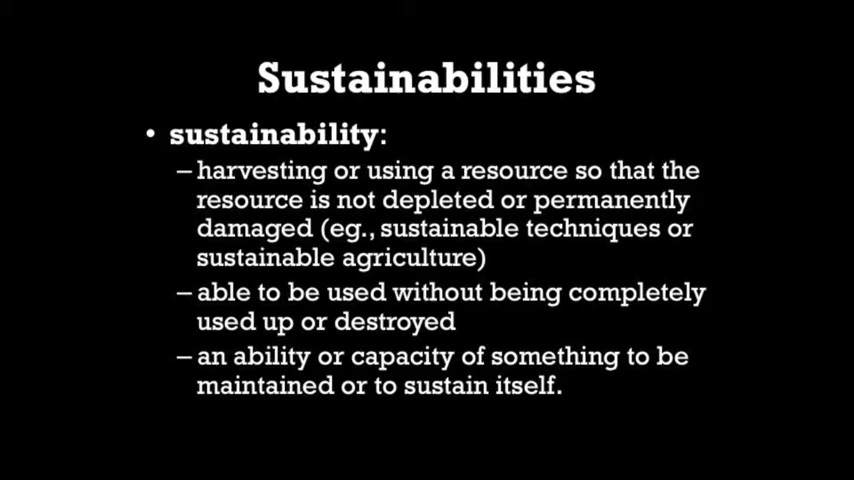 Sustainabilities
• sustainability:
– harvesting or using a resource so that the
resource is not depleted or permanently
damaged (eg., sustainable techniques or
sustainable agriculture)
– able to be used without being completely
used up or destroyed
– an ability or capacity of something to be
maintained or to sustain itself.